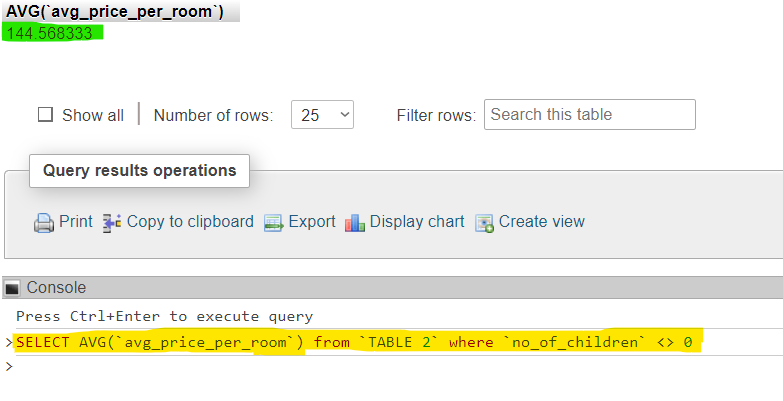 AVG(`avg_price_per_room`)
144.568333
Show all Number of rows: 25 Filter rows: Search this table
Query results operations
Print Copy to clipboard Export Display chart Create view
Console
Press Ctrl+Enter to execute query
>SELECT AVG(`avg_price_per_room`) from `TABLE 2` where `no_of_children` <> 0
>